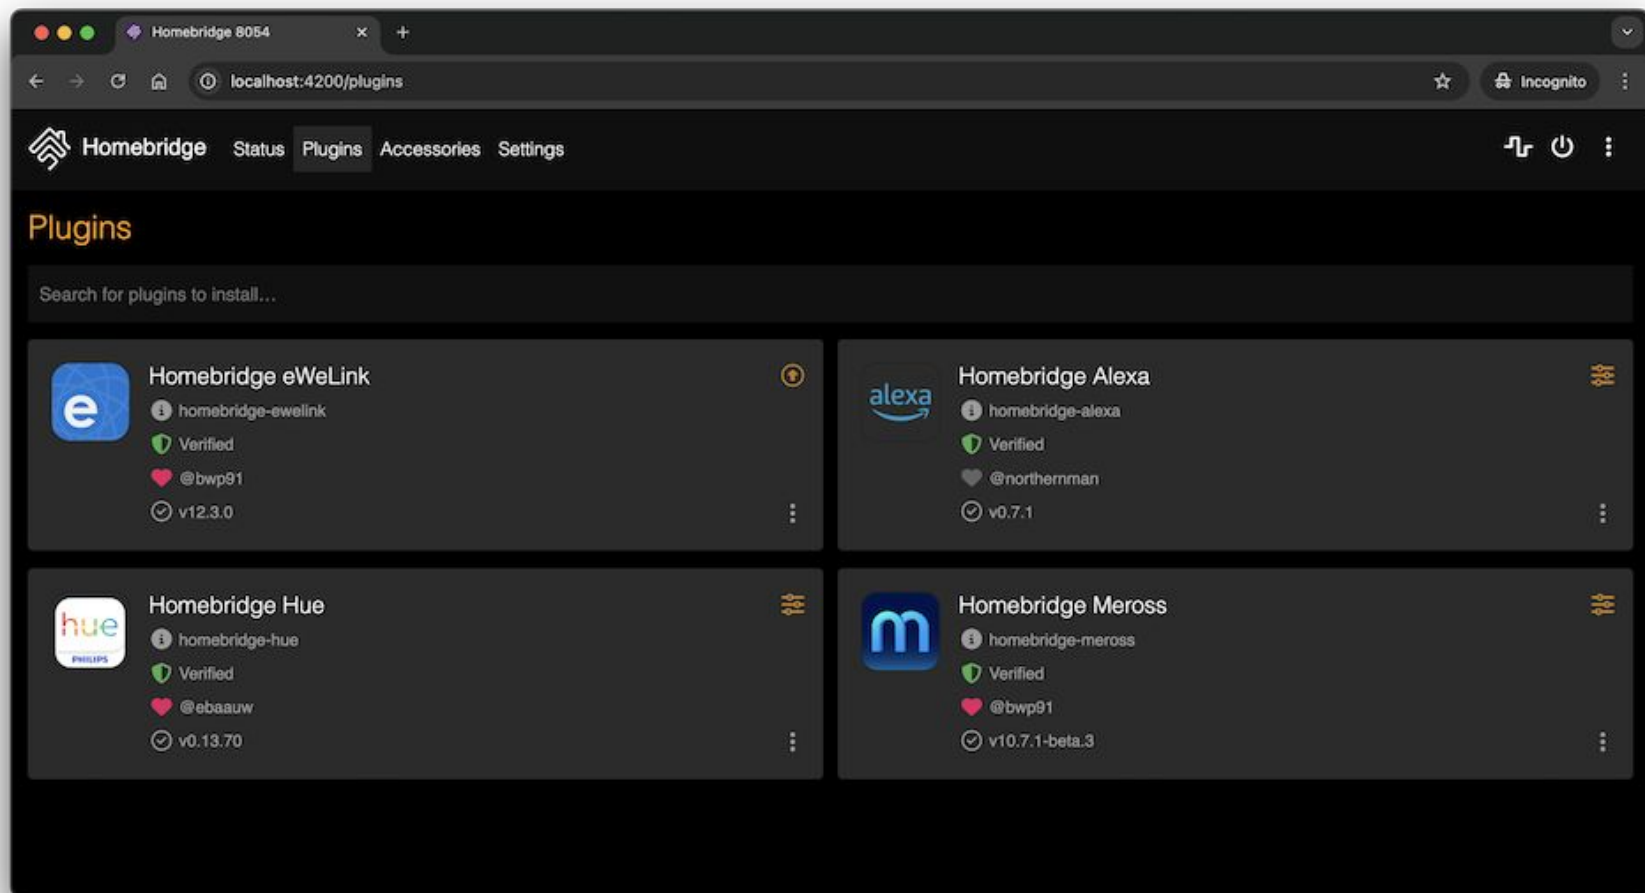 Homebridge 8054
localhost:4200/plugins
Incognito
Homebridge Status Plugins Accessories Settings
Plugins
Search for plugins to install...
e
Homebridge eWeLink
homebridge-ewelink
Verified
@bwp91
v12.3.0
alexa
Homebridge Alexa
homebridge-alexa
Verified
@northernman
v0.7.1
hue
PHILIPS
Homebridge Hue
homebridge-hue
Verified
@ebaauw
v0.13.70
m
Homebridge Meross
homebridge-meross
Verified
@bwp91
v10.7.1-beta.3